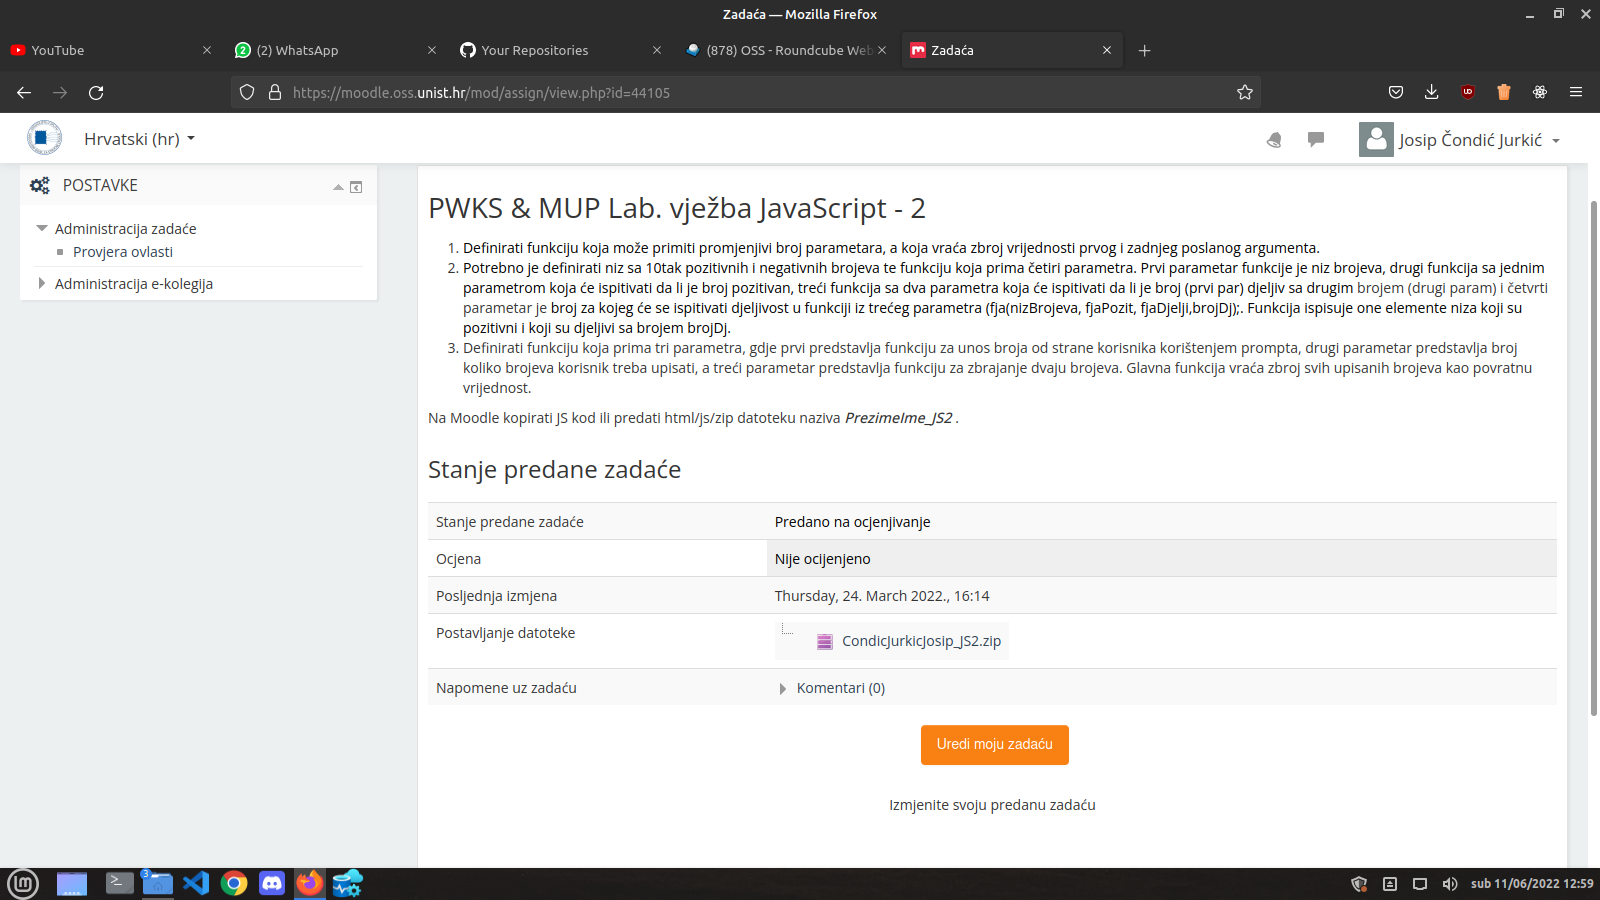 Zadaća — Mozilla Firefox
YouTube
(2) WhatsApp
Your Repositories
(878) OSS - Roundcube Web
Zadaća
https://moodle.oss.unist.hr/mod/assign/view.php?id=44105
Hrvatski (hr)
Josip Čondić Jurkić
POSTAVKE
Administracija zadaće
Provjera ovlasti
Administracija e-kolegija
PWKS & MUP Lab. vježba JavaScript - 2
1. Definirati funkciju koja može primiti promjenjivi broj parametara, a koja vraća zbroj vrijednosti prvog i zadnjeg poslanog argumenta.
2. Potrebno je definirati niz sa 10tak pozitivnih i negativnih brojeva te funkciju koja prima četiri parametra. Prvi parametar funkcije je niz brojeva, drugi funkcija sa jednim
parametrom koja će ispitivati da li je broj pozitivan, treći funkcija sa dva parametra koja će ispitivati da li je broj (prvi par) djeljiv sa drugim brojem (drugi param) i četvrti
parametar je broj za kojeg će se ispitivati djeljivost u funkciji iz trećeg parametra (fja(nizBrojeva, fjaPozit, fjaDjelji,brojDj);. Funkcija ispisuje one elemente niza koji su
pozitivni i koji su djeljivi sa brojem brojDj.
3. Definirati funkciju koja prima tri parametra, gdje prvi predstavlja funkciju za unos broja od strane korisnika korištenjem prompta, drugi parametar predstavlja broj
koliko brojeva korisnik treba upisati, a treći parametar predstavlja funkciju za zbrajanje dvaju brojeva. Glavna funkcija vraća zbroj svih upisanih brojeva kao povratnu
vrijednost.
Na Moodle kopirati JS kod ili predati html/js/zip datoteku naziva PrezimeIme_JS2 .
Stanje predane zadaće
Stanje predane zadaće Predano na ocjenjivanje
Ocjena Nije ocijenjeno
Posljednja izmjena Thursday, 24. March 2022., 16:14
Postavljanje datoteke CondicJurkicJosip_JS2.zip
Napomene uz zadaću Komentari (0)
Uredi moju zadaću
Izmjenite svoju predanu zadaću
3
sub 11/06/2022 12:59